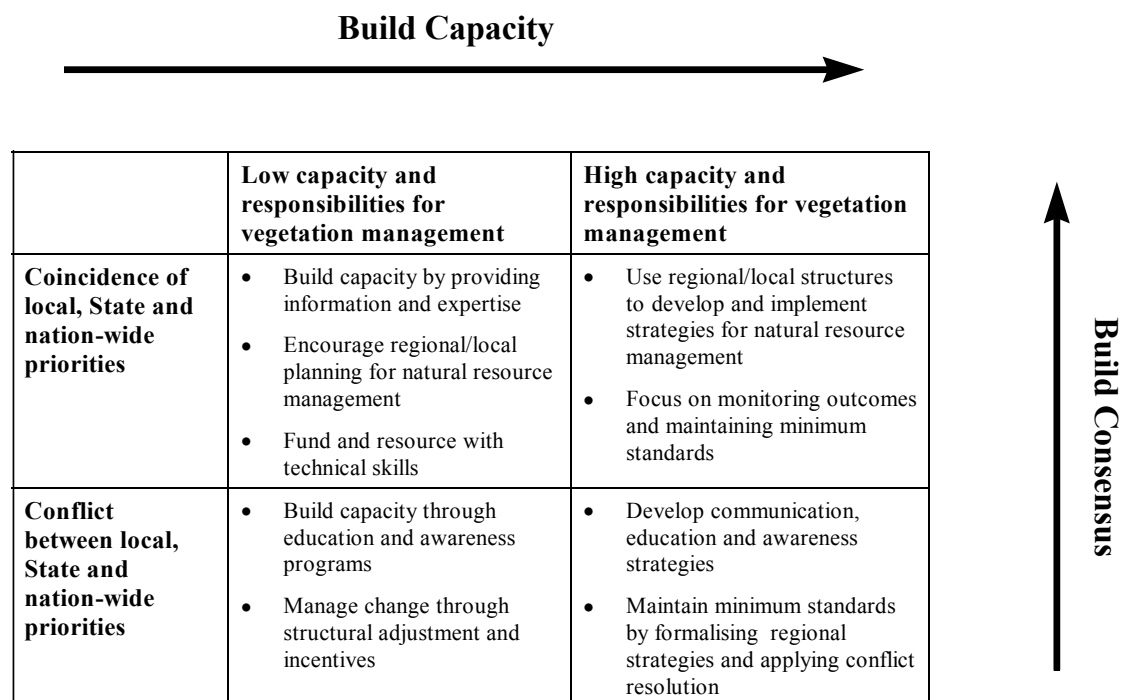 Build Capacity
Low capacity and
responsibilities for
vegetation management
High capacity and
responsibilities for vegetation
management
Coincidence of
local, State and
nation-wide
priorities
• Build capacity by providing
information and expertise
• Encourage regional/local
planning for natural resource
management
• Fund and resource with
technical skills
• Use regional/local structures
to develop and implement
strategies for natural resource
management
• Focus on monitoring outcomes
and maintaining minimum
standards
Conflict
between local,
State and
nation-wide
priorities
• Build capacity through
education and awareness
programs
• Manage change through
structural adjustment and
incentives
• Develop communication,
education and awareness
strategies
• Maintain minimum standards
by formalising regional
strategies and applying conflict
resolution
Build Consensus